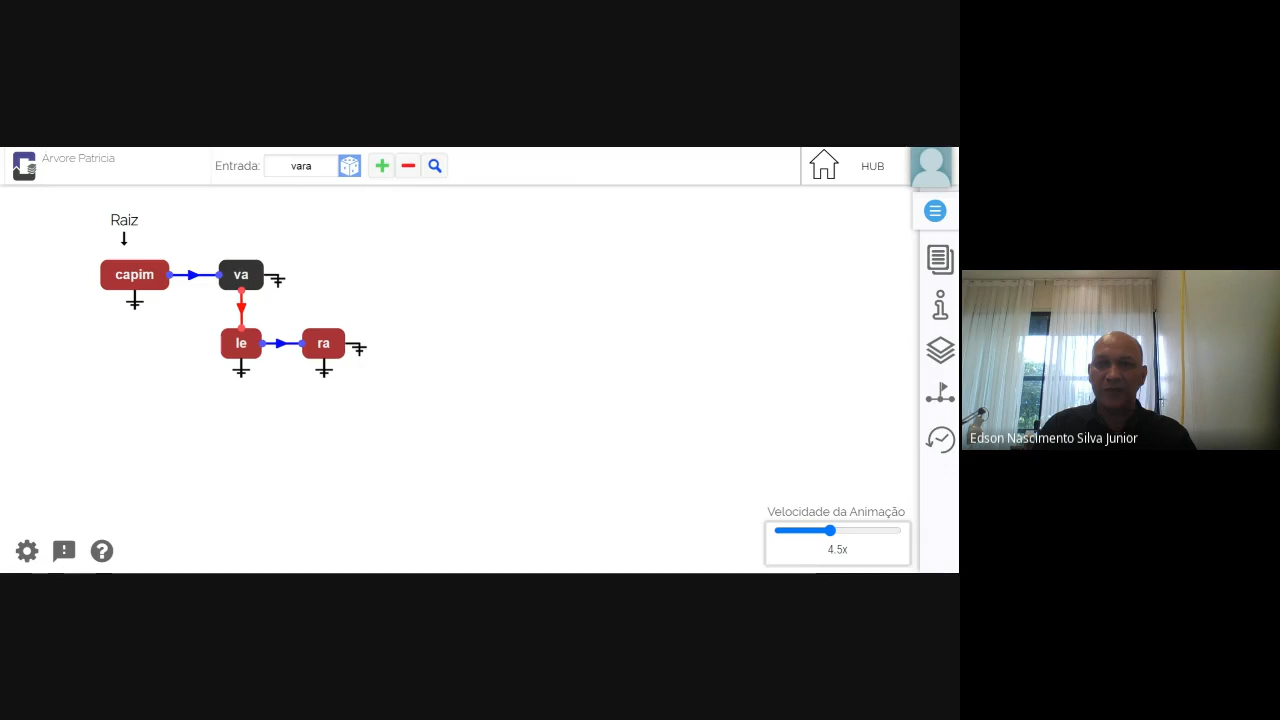 Arvore Patricia
Entrada: vara
HUB
Raiz
capim
va
le
ra
Velocidade da Animação
4.5x
Edson Nascimento Silva Junior